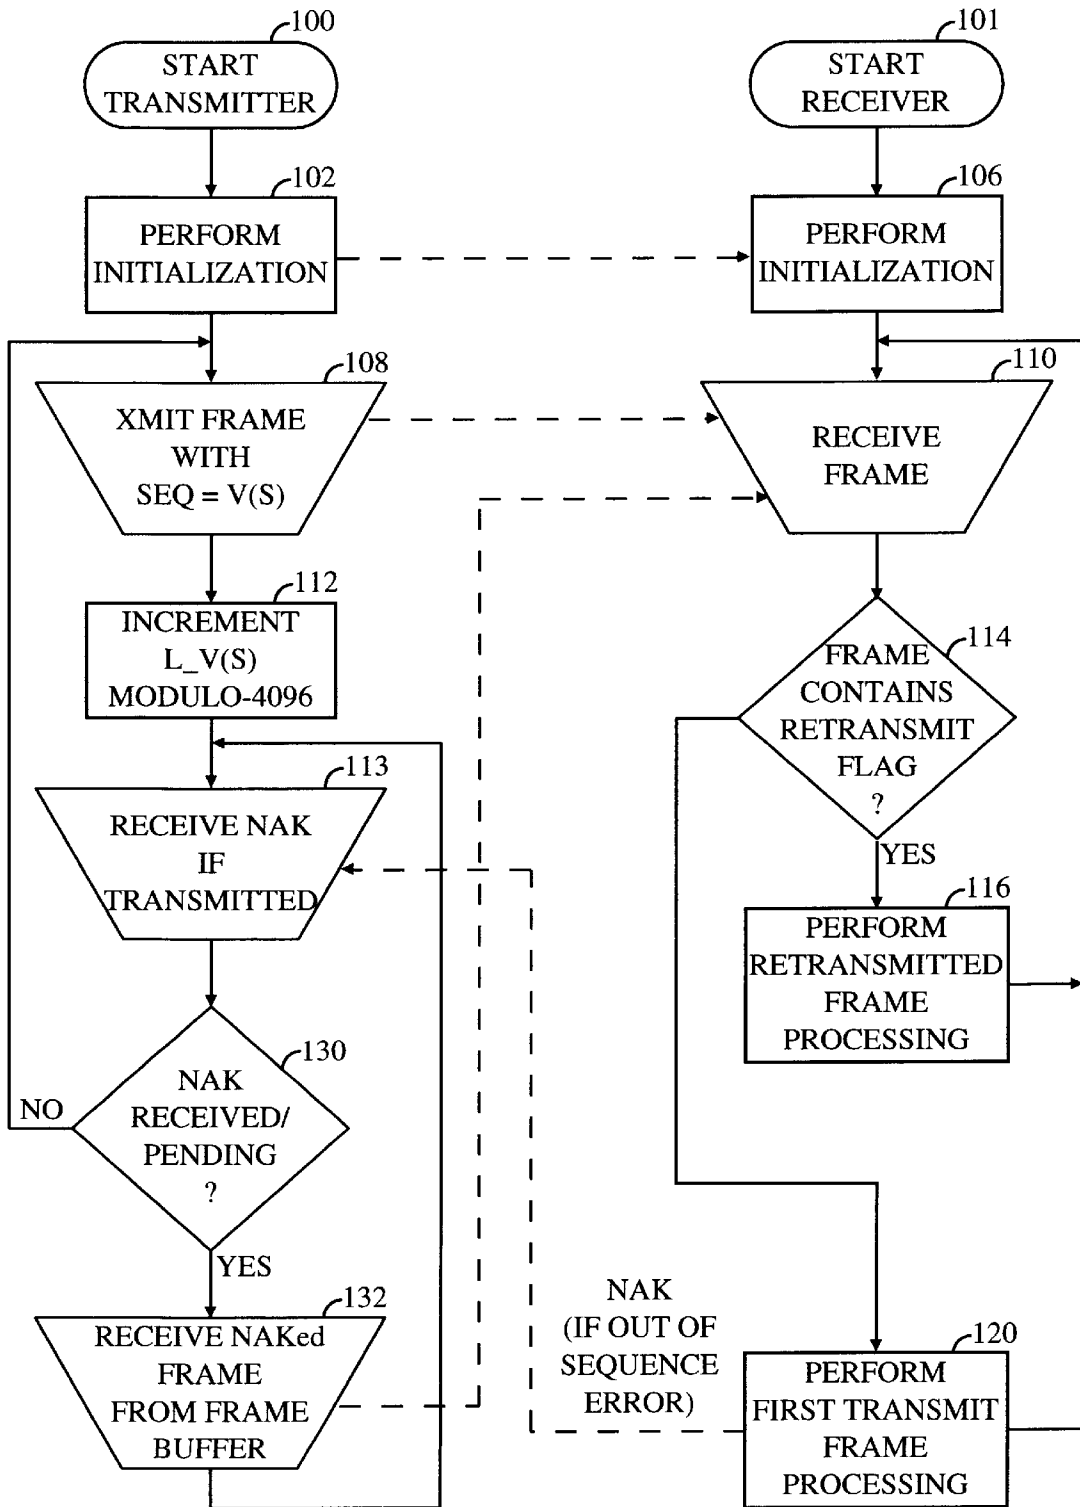 100
START
TRANSMITTER
101
START
RECEIVER
102
PERFORM
INITIALIZATION
106
PERFORM
INITIALIZATION
108
XMIT FRAME
WITH
SEQ = V(S)
110
RECEIVE
FRAME
112
INCREMENT
L_V(S)
MODULO-4096
114
FRAME
CONTAINS
RETRANSMIT
FLAG
?
YES
113
RECEIVE NAK
IF
TRANSMITTED
116
PERFORM
RETRANSMITTED
FRAME
PROCESSING
130
NAK
RECEIVED/
PENDING
?
NO
YES
132
RECEIVE NAKed
FRAME
FROM FRAME
BUFFER
NAK
(IF OUT OF
SEQUENCE
ERROR)
120
PERFORM
FIRST TRANSMIT
FRAME
PROCESSING